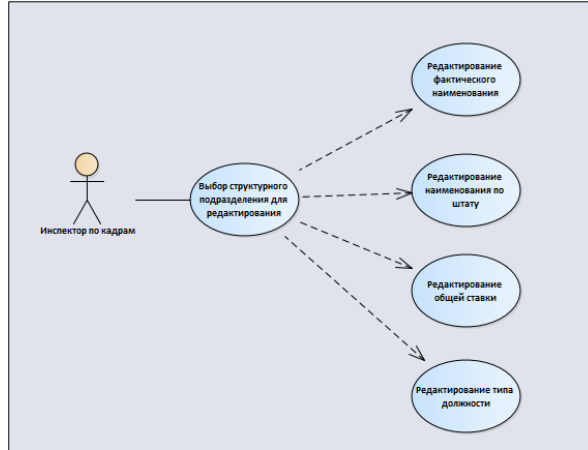 Редактирование
фактического
наименования
Выбор структурного
подразделения для
редактирования
Редактирование
наименования по
штату
Инспектор по кадрам
Редактирование
общей ставки
Редактирование типа
должности